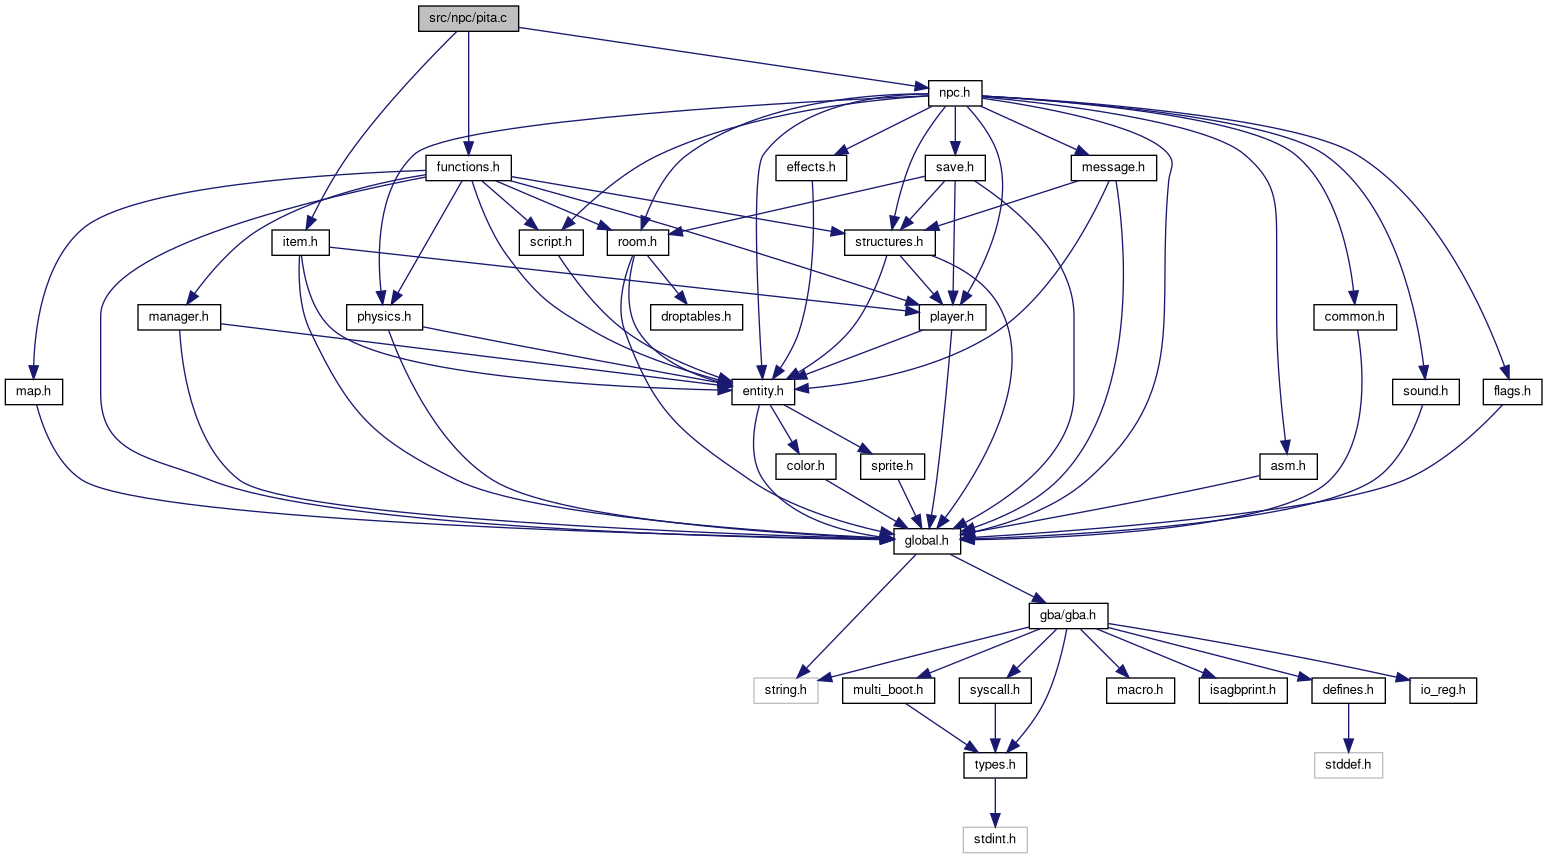 src/npc/pita.c
npc.h
functions.h
effects.h
save.h
message.h
item.h
script.h
room.h
structures.h
manager.h
physics.h
droptables.h
player.h
common.h
map.h
entity.h
sound.h
flags.h
color.h
sprite.h
asm.h
global.h
gba/gba.h
string.h
multi_boot.h
syscall.h
macro.h
isagbprint.h
defines.h
io_reg.h
types.h
stddef.h
stdint.h